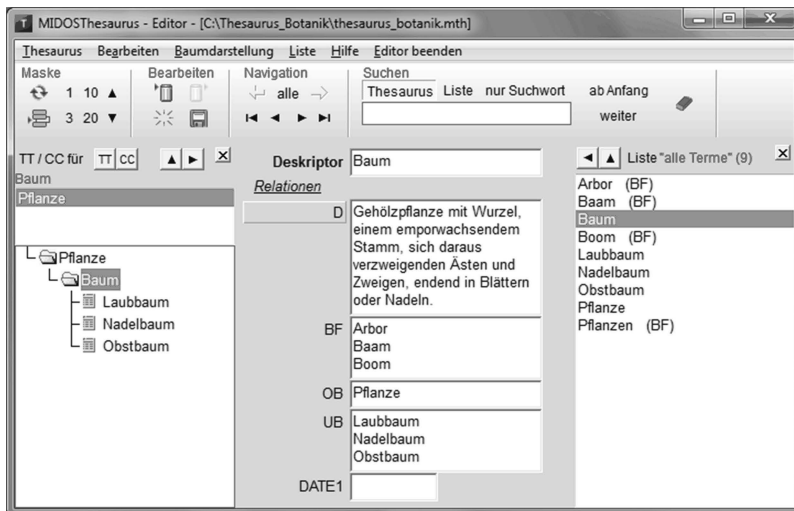 MIDOSThesaurus - Editor - [C:\Thesaurus_Botanik\thesaurus_botanik.mth]
Thesaurus Bearbeiten Baumdarstellung Liste Hilfe Editor beenden
Maske Bearbeiten Navigation Suchen
1 10 alle Thesaurus Liste nur Suchwort ab Anfang
3 20 weiter
TT / CC für TT CC
Baum
Pflanze
Pflanze
Baum
Laubbaum
Nadelbaum
Obstbaum
Deskriptor Baum
Relationen
D Gehölzpflanze mit Wurzel,
einem emporwachsendem
Stamm, sich daraus
verzweigenden Ästen und
Zweigen, endend in Blättern
oder Nadeln.
BF Arbor
Baam
Boom
OB Pflanze
UB Laubbaum
Nadelbaum
Obstbaum
DATE1
Liste "alle Terme" (9)
Arbor (BF)
Baam (BF)
Baum
Boom (BF)
Laubbaum
Nadelbaum
Obstbaum
Pflanze
Pflanzen (BF)